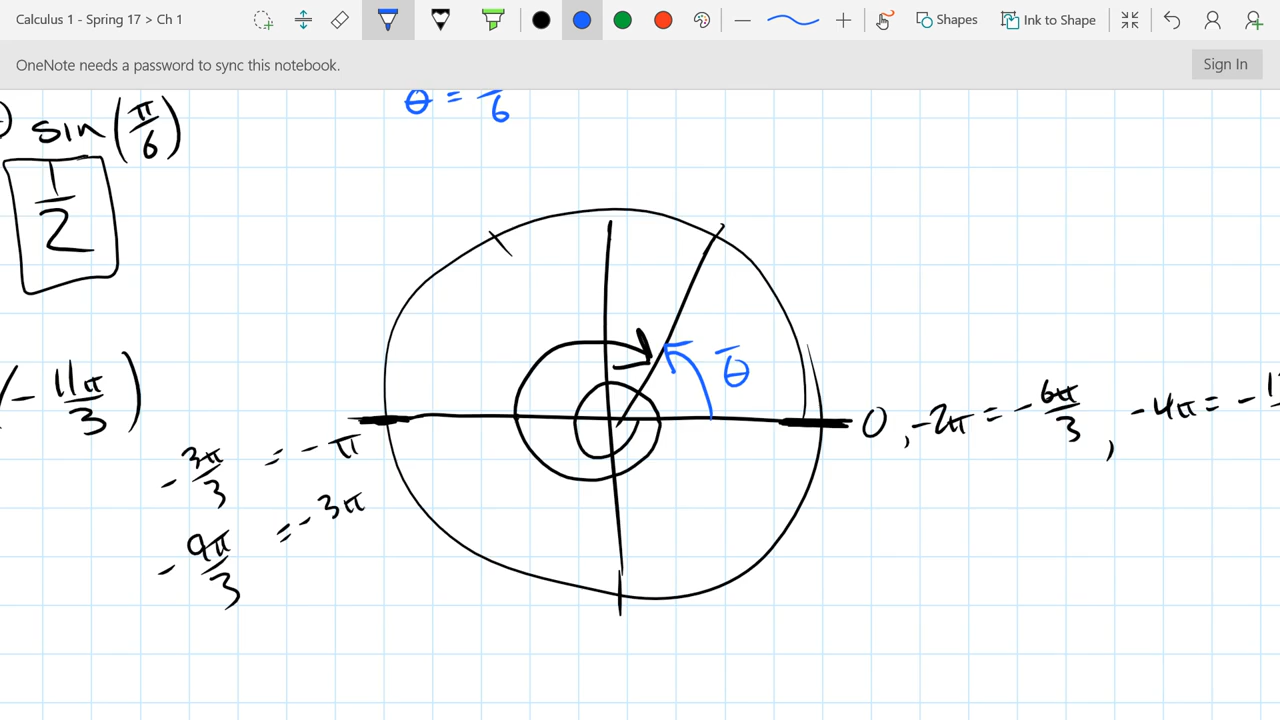 Calculus 1 - Spring 17 > Ch 1
Shapes
Ink to Shape
OneNote needs a password to sync this notebook.
Sign In
sin(π/6)
1/2
θ = /6
(-11π/3)
θ̄
0, -2π = -6π/3, -4π = -1
-3π/3 = -π
-9π/3 = -3π